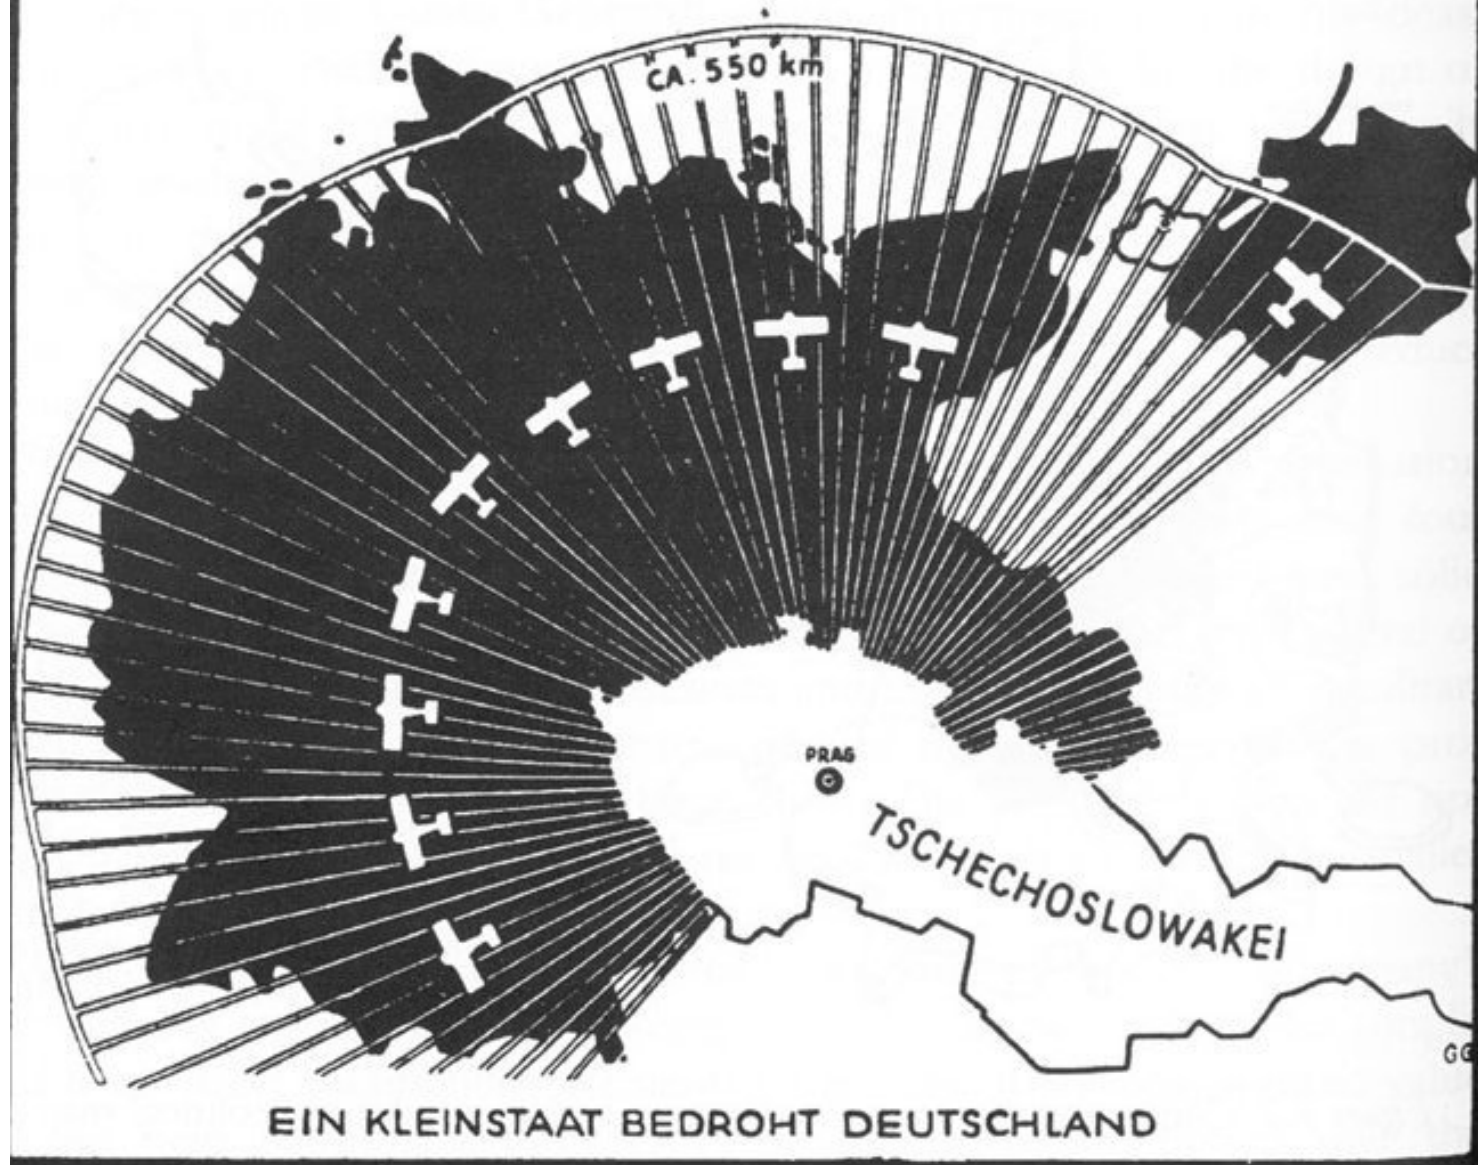 CA. 550 km
PRAG
TSCHECHOSLOWAKEI
EIN KLEINSTAAT BEDROHT DEUTSCHLAND